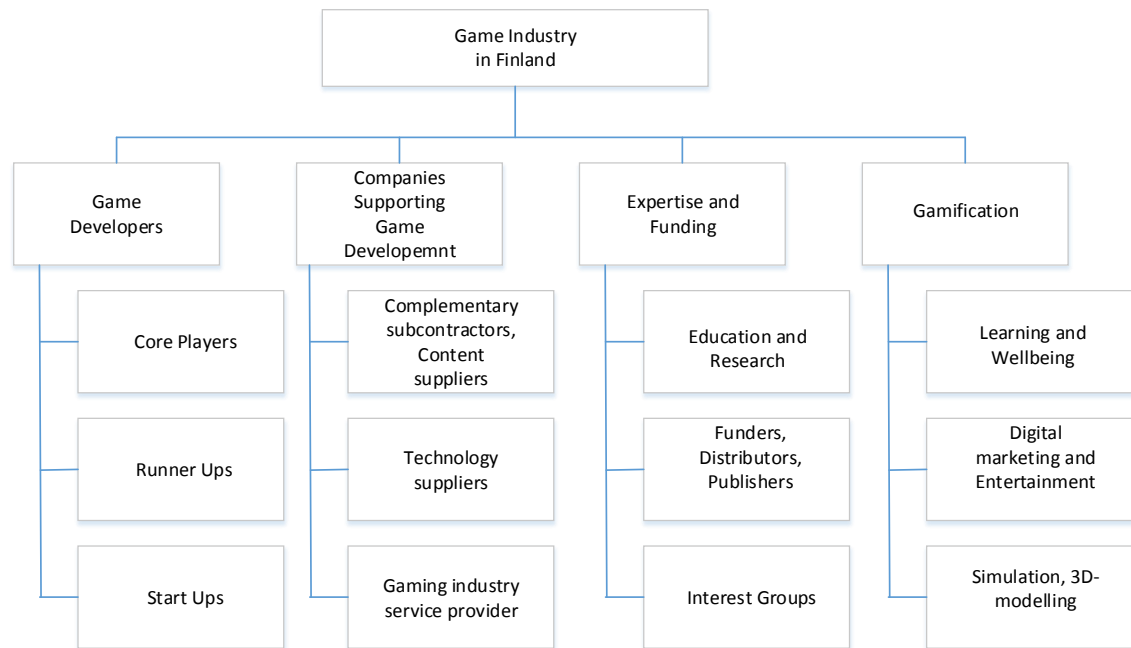 Game Industry
in Finland
Game
Developers
Companies
Supporting
Game
Developemnt
Expertise and
Funding
Gamification
Core Players
Complementary
subcontractors,
Content
suppliers
Education and
Research
Learning and
Wellbeing
Runner Ups
Technology
suppliers
Funders,
Distributors,
Publishers
Digital
marketing and
Entertainment
Start Ups
Gaming industry
service provider
Interest Groups
Simulation, 3D-
modelling